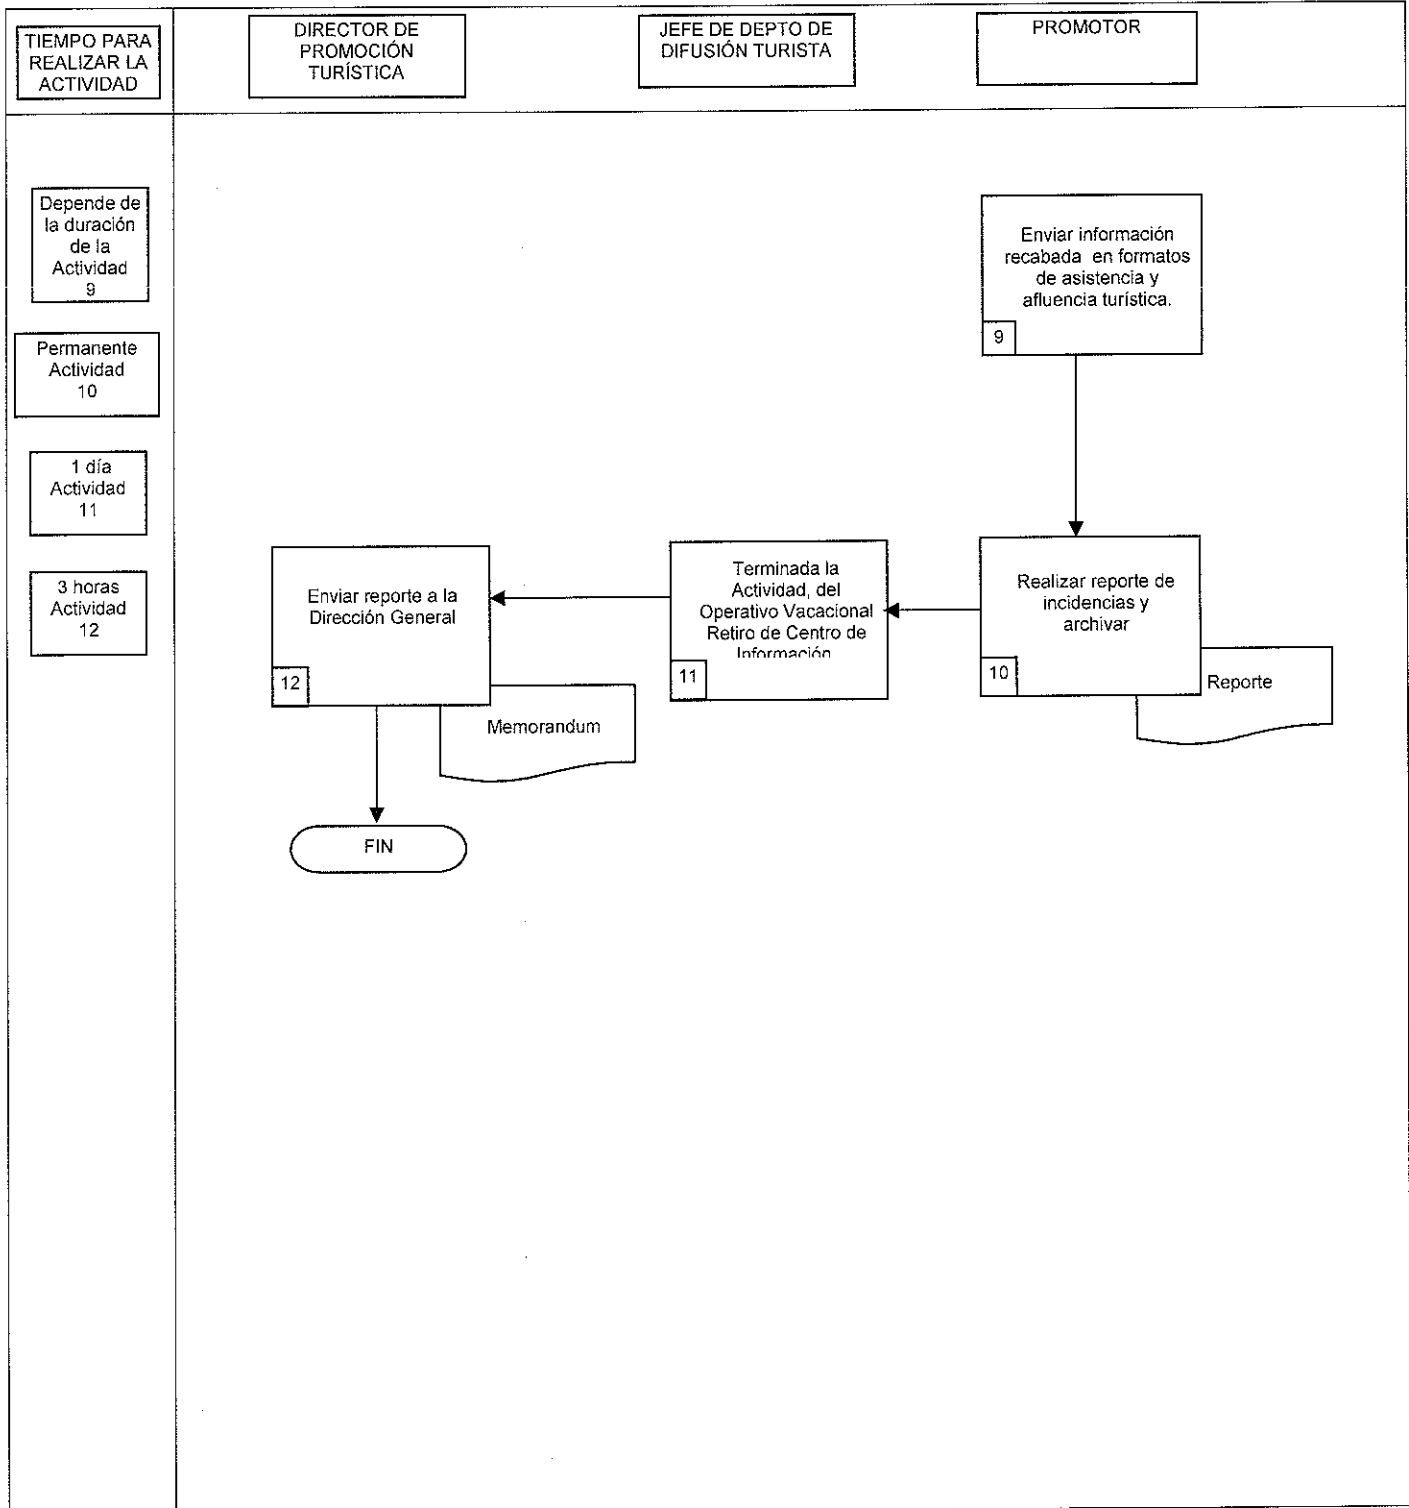 TIEMPO PARA
REALIZAR LA
ACTIVIDAD
DIRECTOR DE
PROMOCIÓN
TURÍSTICA
JEFE DE DEPTO DE
DIFUSIÓN TURISTA
PROMOTOR
Depende de
la duración
de la
Actividad
9
Permanente
Actividad
10
1 día
Actividad
11
3 horas
Actividad
12
Enviar información
recabada en formatos
de asistencia y
afluencia turística.
9
Realizar reporte de
incidencias y
archivar
10
Reporte
Terminada la
Actividad, del
Operativo Vacacional
Retiro de Centro de
Información
11
Enviar reporte a la
Dirección General
12
Memorandum
FIN